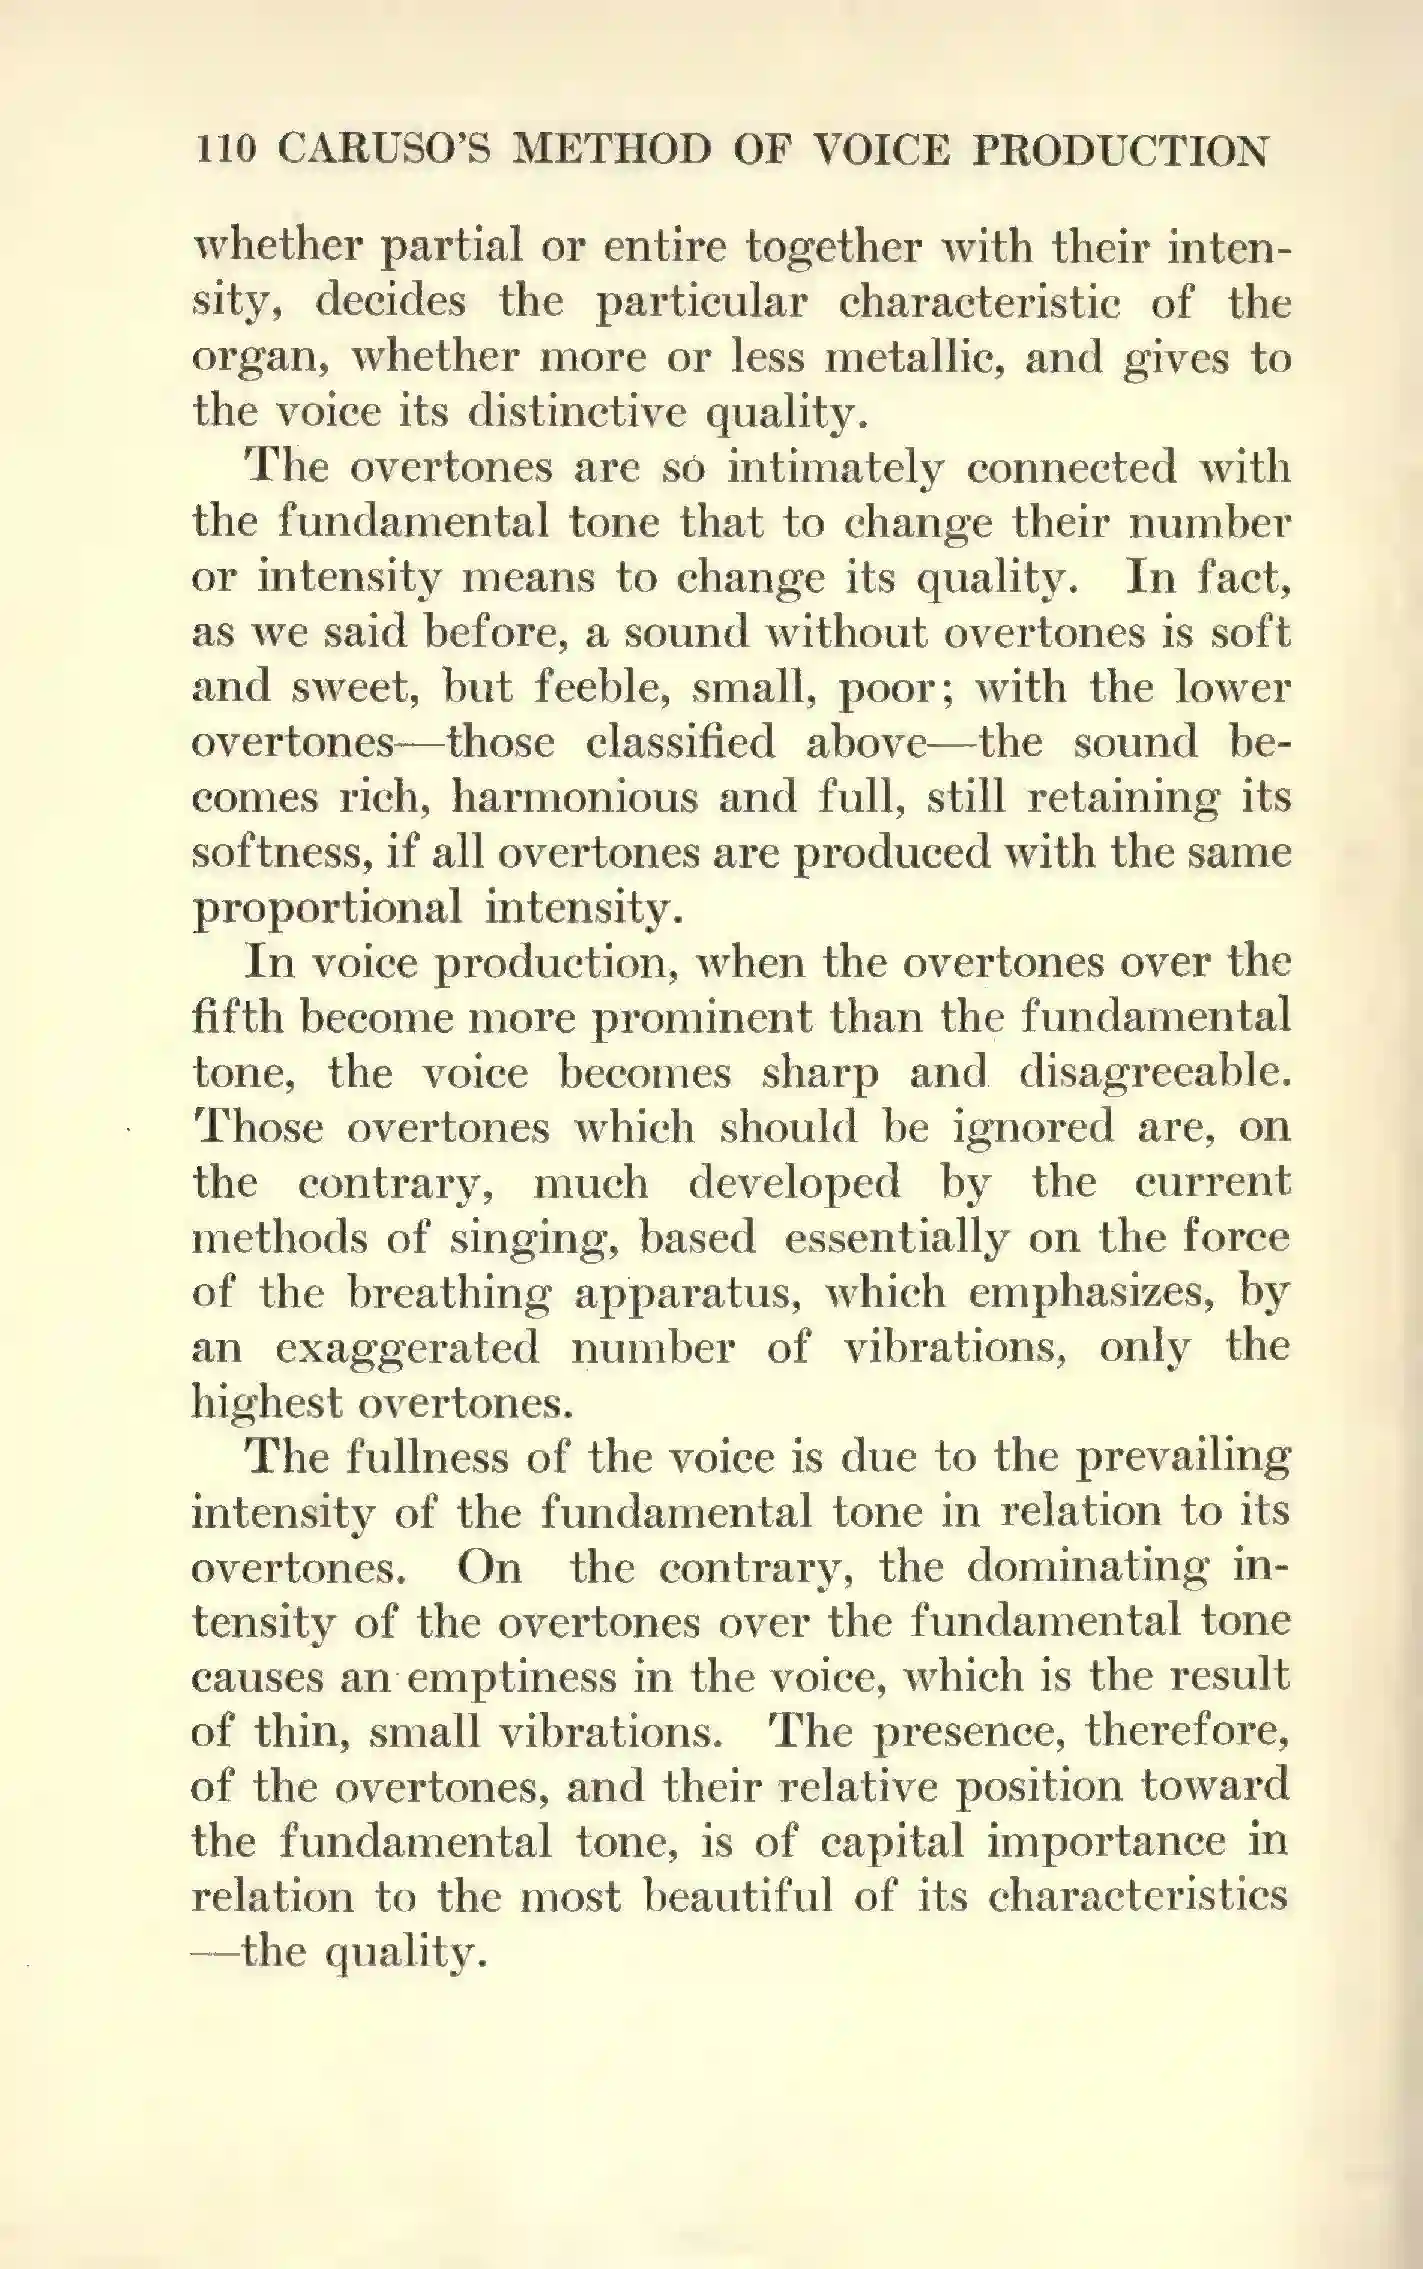 110 CARUSO'S METHOD OF VOICE PRODUCTION
whether partial or entire together with their inten-
sity, decides the particular characteristic of the
organ, whether more or less metallic, and gives to
the voice its distinctive quality.
The overtones are so intimately connected with
the fundamental tone that to change their number
or intensity means to change its quality. In fact,
as we said before, a sound without overtones is soft
and sweet, but feeble, small, poor; with the lower
overtones—those classified above—the sound be-
comes rich, harmonious and full, still retaining its
softness, if all overtones are produced with the same
proportional intensity.
In voice production, when the overtones over the
fifth become more prominent than the fundamental
tone, the voice becomes sharp and disagreeable.
Those overtones which should be ignored are, on
the contrary, much developed by the current
methods of singing, based essentially on the force
of the breathing apparatus, which emphasizes, by
an exaggerated number of vibrations, only the
highest overtones.
The fullness of the voice is due to the prevailing
intensity of the fundamental tone in relation to its
overtones. On the contrary, the dominating in-
tensity of the overtones over the fundamental tone
causes an emptiness in the voice, which is the result
of thin, small vibrations. The presence, therefore,
of the overtones, and their relative position toward
the fundamental tone, is of capital importance in
relation to the most beautiful of its characteristics
—the quality.